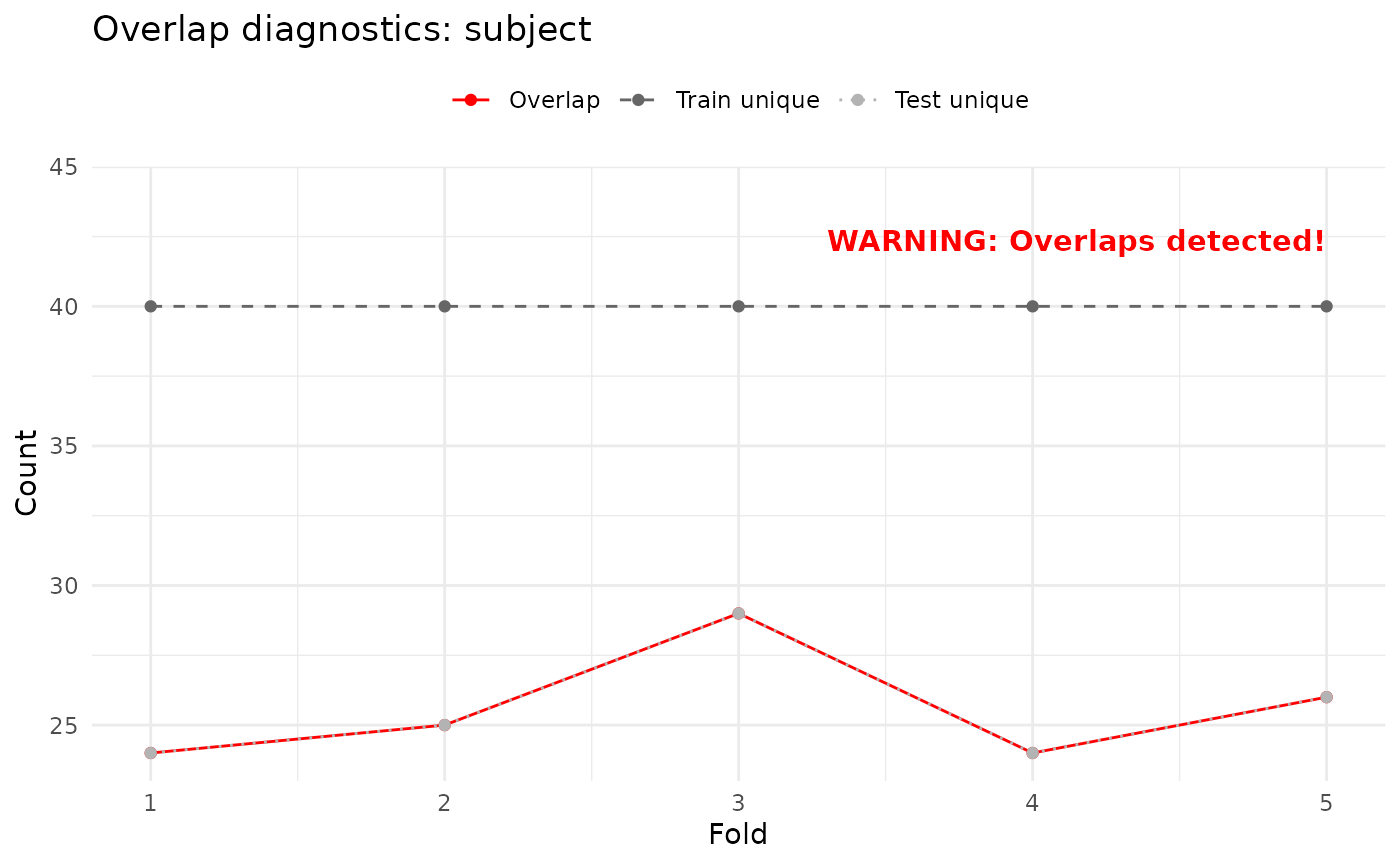 Overlap diagnostics: subject
Overlap Train unique Test unique
45
WARNING: Overlaps detected!
40
35
Count
30
25
1 2 3 4 5
Fold